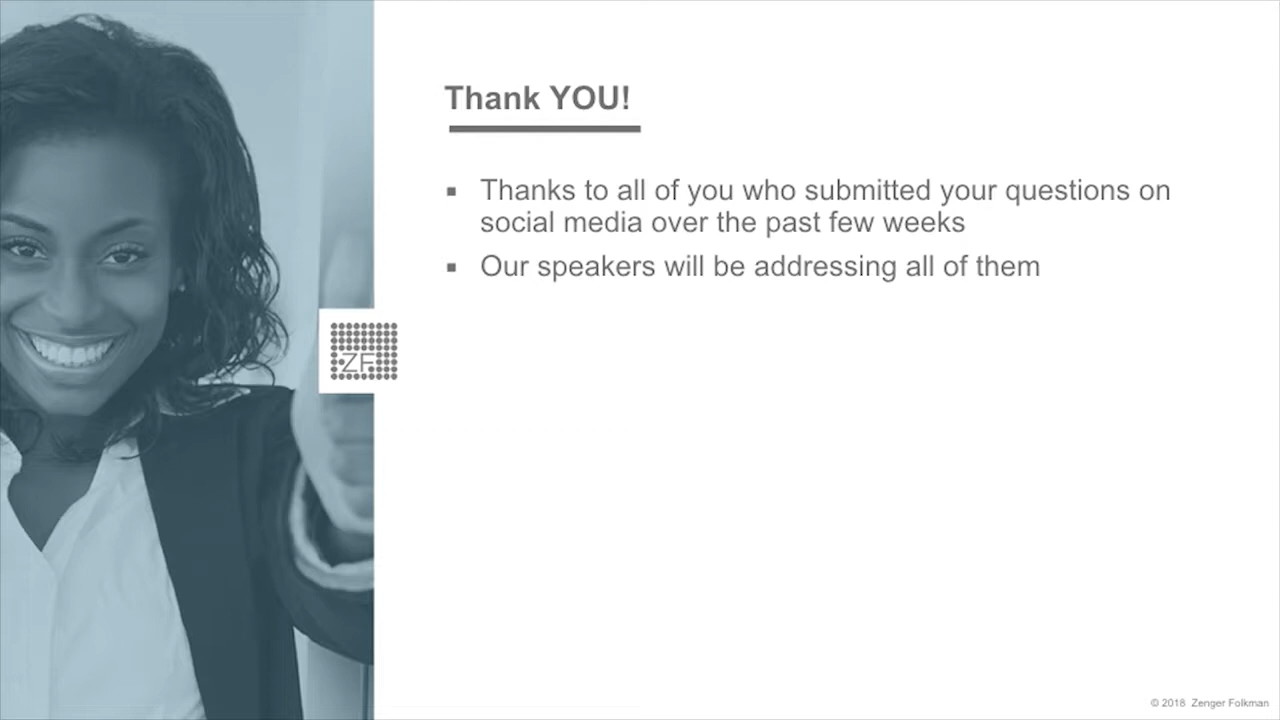 Thank YOU!
Thanks to all of you who submitted your questions on
social media over the past few weeks
Our speakers will be addressing all of them
ZF
© 2018 Zenger Folkman